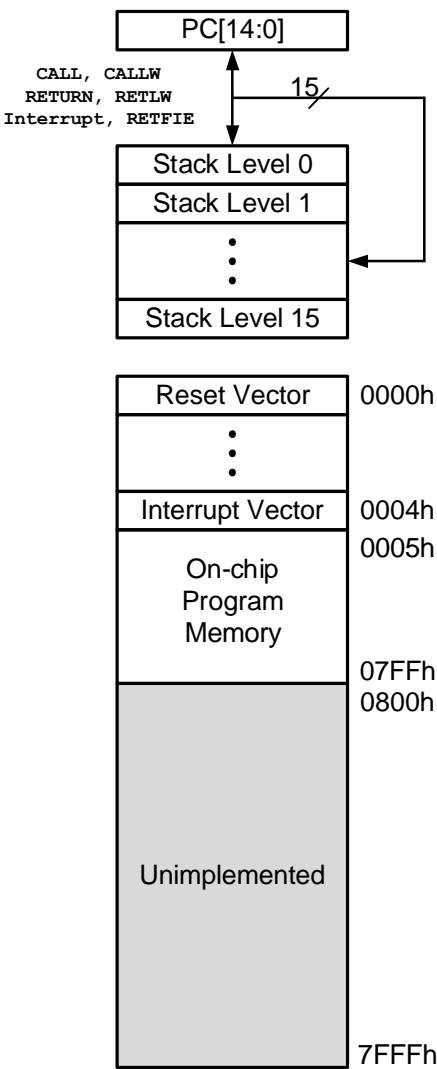 PC[14:0]
CALL, CALLW
RETURN, RETLW
Interrupt, RETFIE
15
Stack Level 0
Stack Level 1
Stack Level 15
Reset Vector
0000h
Interrupt Vector
0004h
0005h
On-chip
Program
Memory
07FFh
0800h
Unimplemented
7FFFh